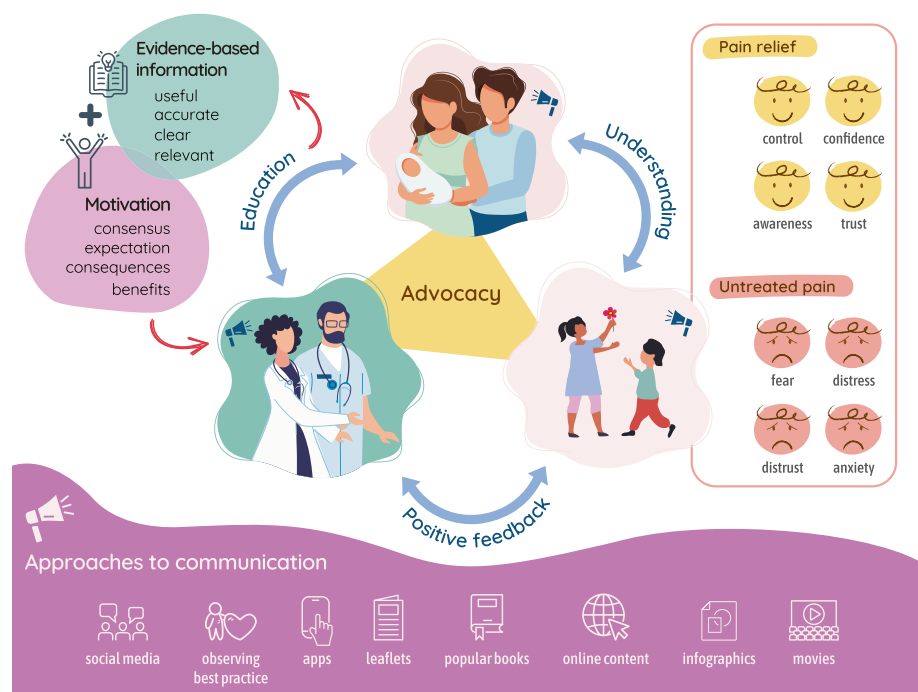 Evidence-based
information
useful
accurate
clear
relevant
Motivation
consensus
expectation
consequences
benefits
Education
Understanding
Advocacy
Positive feedback
Pain relief
control
confidence
awareness
trust
Untreated pain
fear
distress
distrust
anxiety
Approaches to communication
social media
observing
best practice
apps
leaflets
popular books
online content
infographics
movies